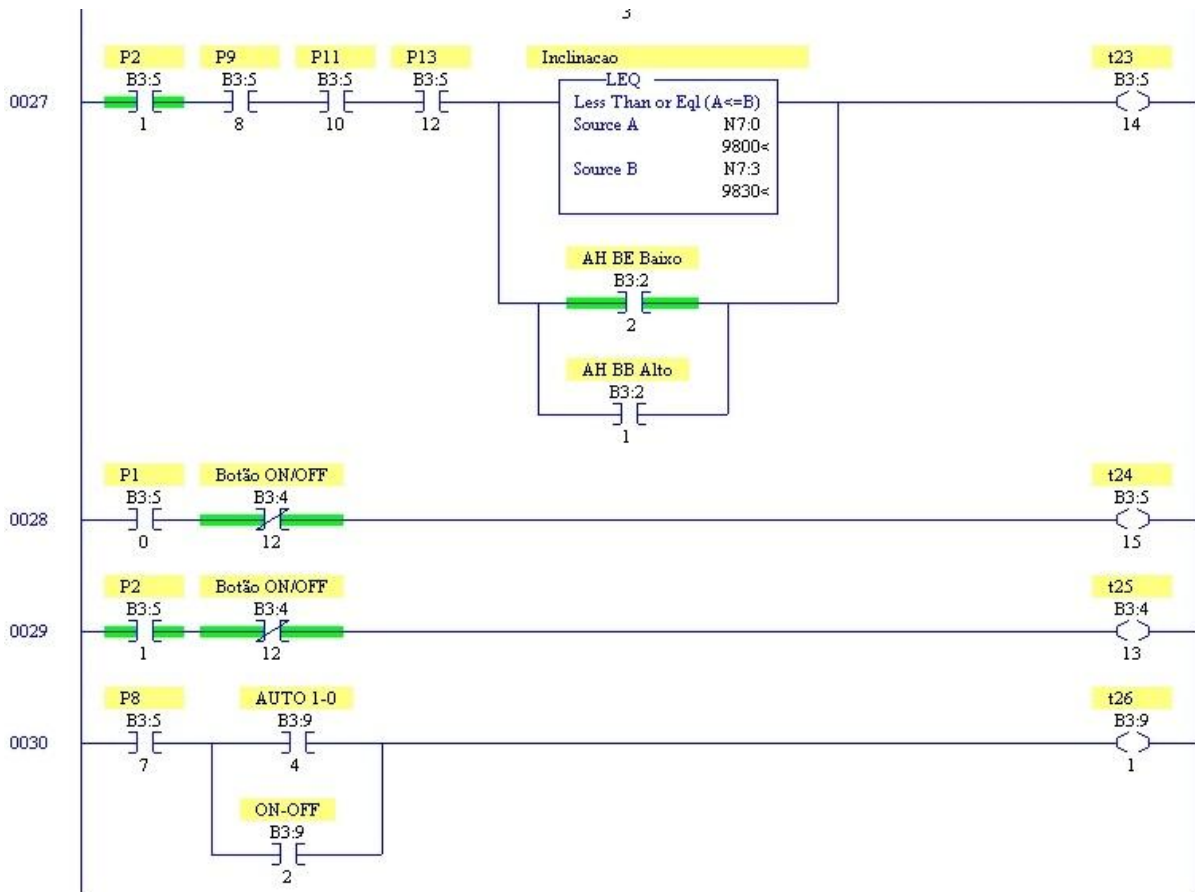 3
P2 P9 P11 P13 Inclinacao t23
B3:5 B3:5 B3:5 B3:5 LEQ B3:5
0027 Less Than or Eql (A<=B)
1 8 10 12 Source A N7:0 14
9800<
Source B N7:3
9830<
AH BE Baixo
B3:2
2
AH BB Alto
B3:2
1
P1 Botão ON/OFF t24
B3:5 B3:4 B3:5
0028
0 12 15
P2 Botão ON/OFF t25
B3:5 B3:4 B3:4
0029
1 12 13
P8 AUTO 1-0 t26
B3:5 B3:9 B3:9
0030
7 4 1
ON-OFF
B3:9
2